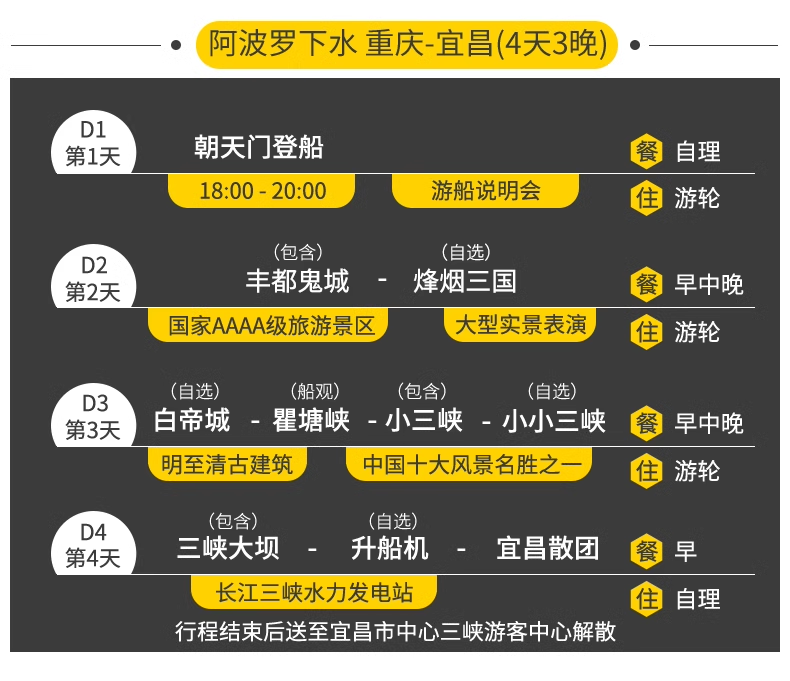 阿波罗下水 重庆-宜昌(4天3晚)
D1
第1天
朝天门登船
餐 自理
18:00 - 20:00 游船说明会
住 游轮
D2
第2天
（包含） （自选）
丰都鬼城 - 烽烟三国
餐 早中晚
国家AAAA级旅游景区 大型实景表演
住 游轮
D3
第3天
（自选） （船观） （包含） （自选）
白帝城 - 瞿塘峡 - 小三峡 - 小小三峡
餐 早中晚
明至清古建筑 中国十大风景名胜之一
住 游轮
D4
第4天
（包含） （自选）
三峡大坝 - 升船机 - 宜昌散团
餐 早
长江三峡水力发电站
住 自理
行程结束后送至宜昌市中心三峡游客中心解散